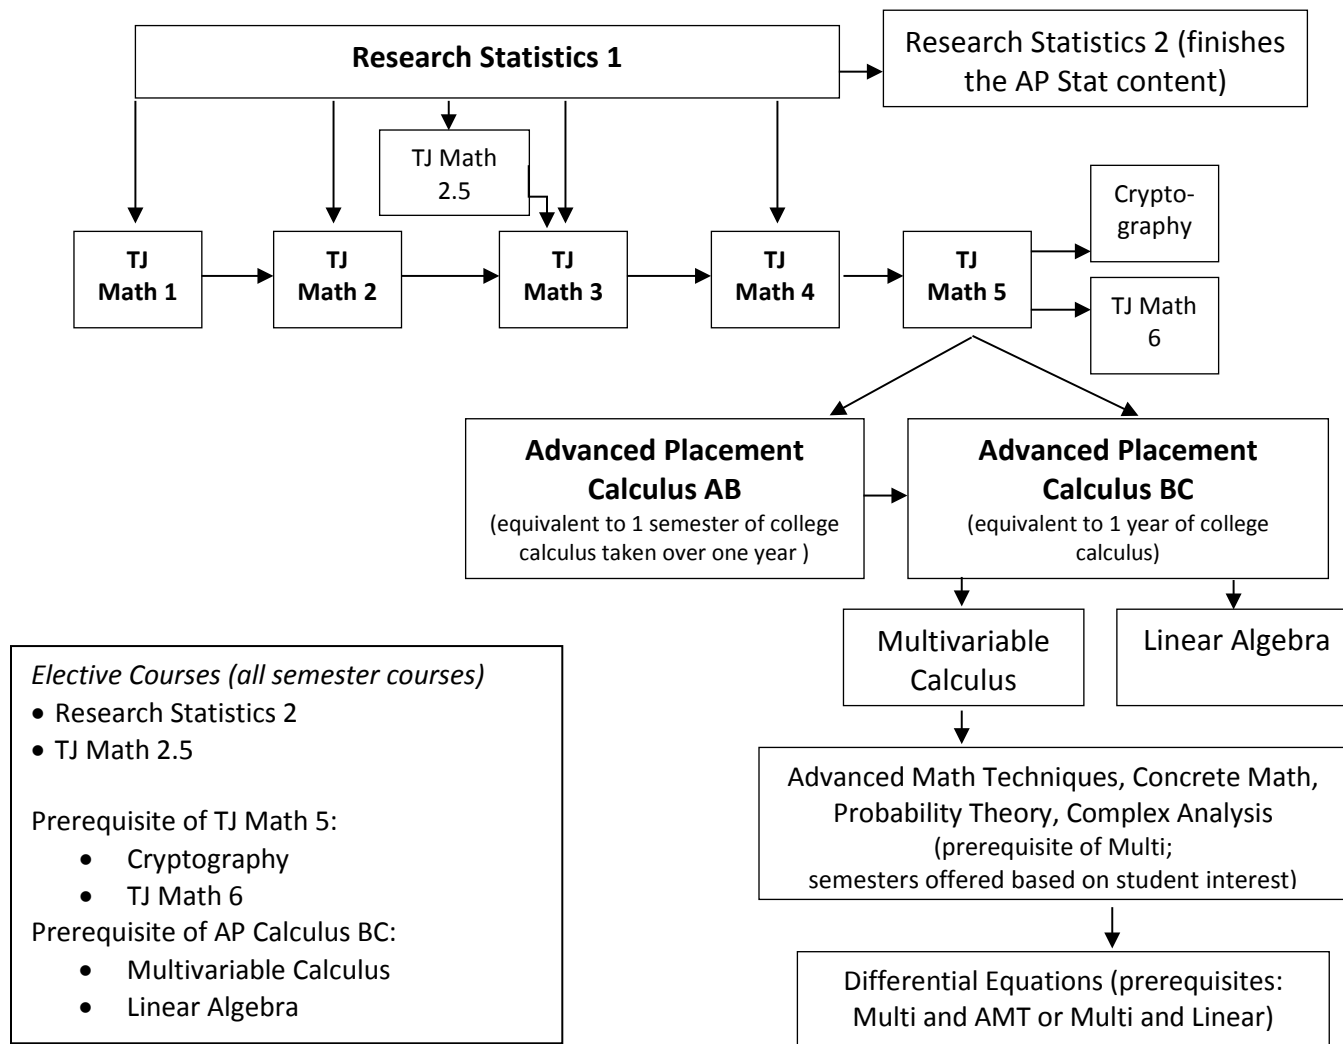 Research Statistics 1
Research Statistics 2 (finishes
the AP Stat content)
TJ Math
2.5
Crypto-
graphy
TJ
Math 1
TJ
Math 2
TJ
Math 3
TJ
Math 4
TJ
Math 5
TJ Math
6
Advanced Placement
Calculus AB
(equivalent to 1 semester of college
calculus taken over one year )
Advanced Placement
Calculus BC
(equivalent to 1 year of college
calculus)
Multivariable
Calculus
Linear Algebra
Elective Courses (all semester courses)
• Research Statistics 2
• TJ Math 2.5
Prerequisite of TJ Math 5:
• Cryptography
• TJ Math 6
Prerequisite of AP Calculus BC:
• Multivariable Calculus
• Linear Algebra
Advanced Math Techniques, Concrete Math,
Probability Theory, Complex Analysis
(prerequisite of Multi;
semesters offered based on student interest)
Differential Equations (prerequisites:
Multi and AMT or Multi and Linear)